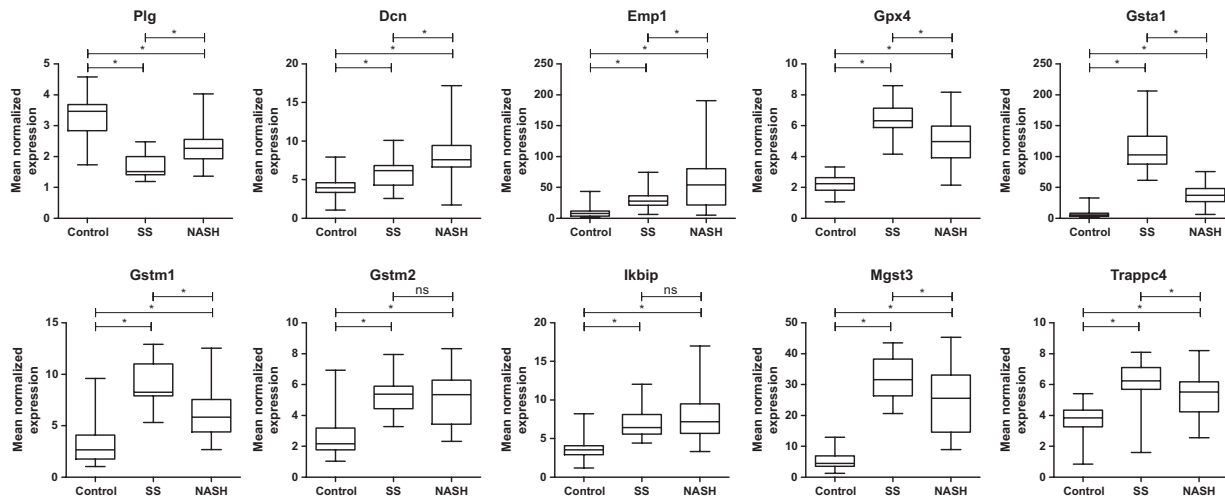 Plg
*
*
*
Mean normalized
expression
5
4
3
2
1
0
Control SS NASH
Dcn
*
*
*
Mean normalized
expression
20
15
10
5
0
Control SS NASH
Emp1
*
*
*
Mean normalized
expression
250
200
150
100
50
0
Control SS NASH
Gpx4
*
*
*
Mean normalized
expression
10
8
6
4
2
0
Control SS NASH
Gsta1
*
*
*
Mean normalized
expression
250
200
150
100
50
0
Control SS NASH
Gstm1
*
*
*
Mean normalized
expression
15
10
5
0
Control SS NASH
Gstm2
ns
*
*
Mean normalized
expression
10
8
6
4
2
0
Control SS NASH
Ikbip
ns
*
*
Mean normalized
expression
20
15
10
5
0
Control SS NASH
Mgst3
*
*
*
Mean normalized
expression
50
40
30
20
10
0
Control SS NASH
Trappc4
*
*
*
Mean normalized
expression
10
8
6
4
2
0
Control SS NASH